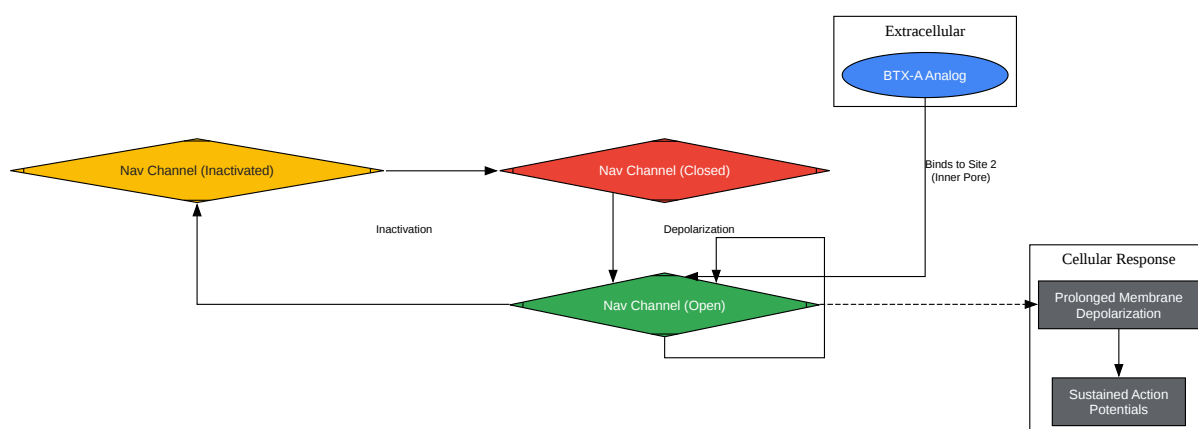 Extracellular
BTX-A Analog
Binds to Site 2
(Inner Pore)
Nav Channel (Inactivated)
Nav Channel (Closed)
Inactivation
Depolarization
Nav Channel (Open)
Cellular Response
Prolonged Membrane
Depolarization
Sustained Action
Potentials